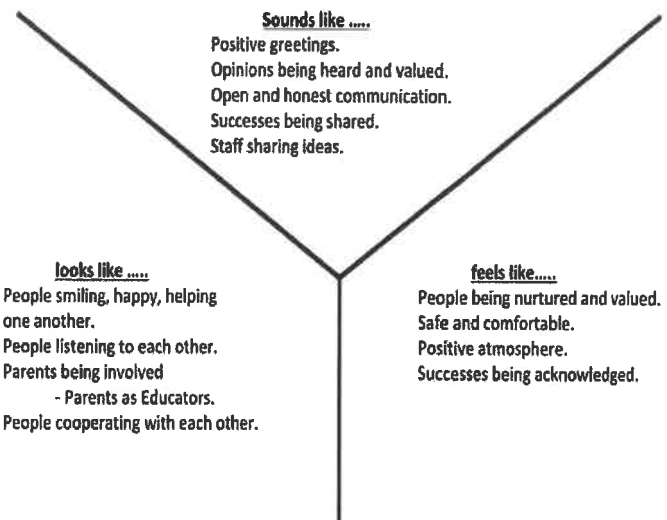 Sounds like .....
Positive greetings.
Opinions being heard and valued.
Open and honest communication.
Successes being shared.
Staff sharing ideas.
looks like .....
People smiling, happy, helping
one another.
People listening to each other.
Parents being involved
- Parents as Educators.
People cooperating with each other.
feels like.....
People being nurtured and valued.
Safe and comfortable.
Positive atmosphere.
Successes being acknowledged.